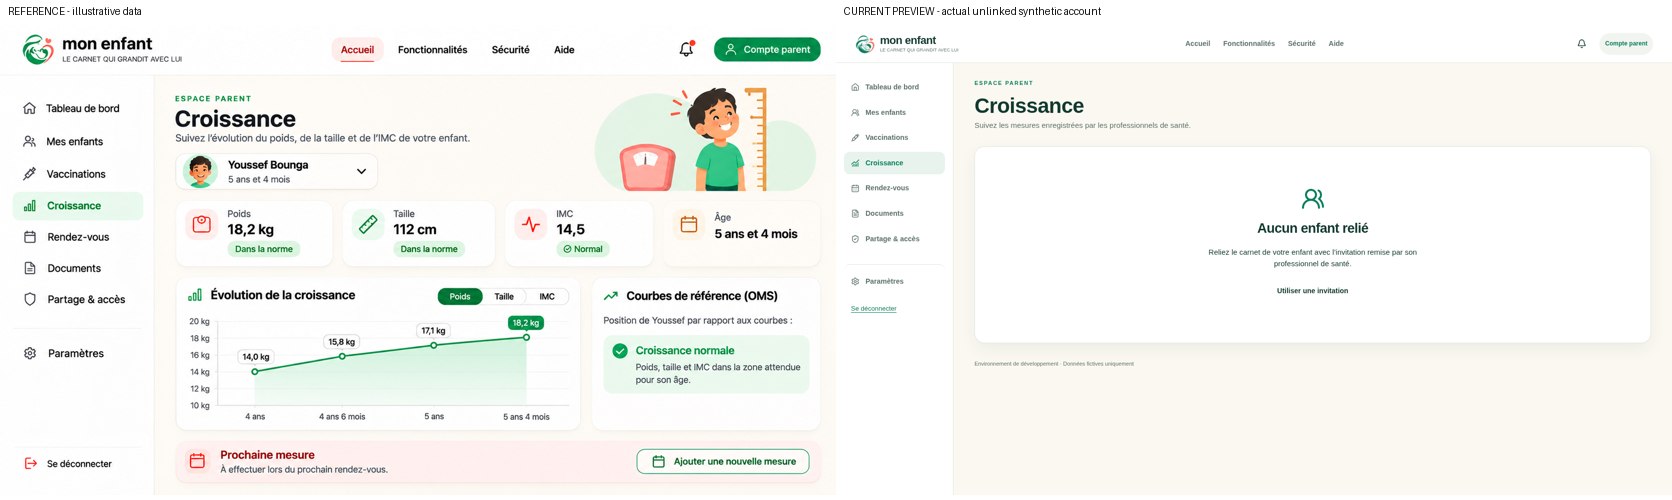 REFERENCE - illustrative data
mon enfant
LE CARNET QUI GRANDIT AVEC LUI
Accueil
Fonctionnalités
Sécurité
Aide
Compte parent
Tableau de bord
Mes enfants
Vaccinations
Croissance
Rendez-vous
Documents
Partage & accès
Paramètres
Se déconnecter
ESPACE PARENT
Croissance
Suivez l'évolution du poids, de la taille et de l'IMC de votre enfant.
Youssef Bounga
5 ans et 4 mois
Poids
18,2 kg
Dans la norme
Taille
112 cm
Dans la norme
IMC
14,5
Normal
Âge
5 ans et 4 mois
Évolution de la croissance
Poids
Taille
IMC
20 kg
18 kg
16 kg
14 kg
12 kg
10 kg
14,0 kg
15,8 kg
17,1 kg
18,2 kg
4 ans
4 ans 6 mois
5 ans
5 ans 4 mois
Courbes de référence (OMS)
Position de Youssef par rapport aux courbes :
Croissance normale
Poids, taille et IMC dans la zone attendue
pour son âge.
Prochaine mesure
À effectuer lors du prochain rendez-vous.
Ajouter une nouvelle mesure
CURRENT PREVIEW - actual unlinked synthetic account
mon enfant
LE CARNET QUI GRANDIT AVEC LUI
Accueil
Fonctionnalités
Sécurité
Aide
Compte parent
Tableau de bord
Mes enfants
Vaccinations
Croissance
Rendez-vous
Documents
Partage & accès
Paramètres
Se déconnecter
ESPACE PARENT
Croissance
Suivez les mesures enregistrées par les professionnels de santé.
Aucun enfant relié
Reliez le carnet de votre enfant avec l'invitation remise par son
professionnel de santé.
Utiliser une invitation
Environnement de développement · Données fictives uniquement